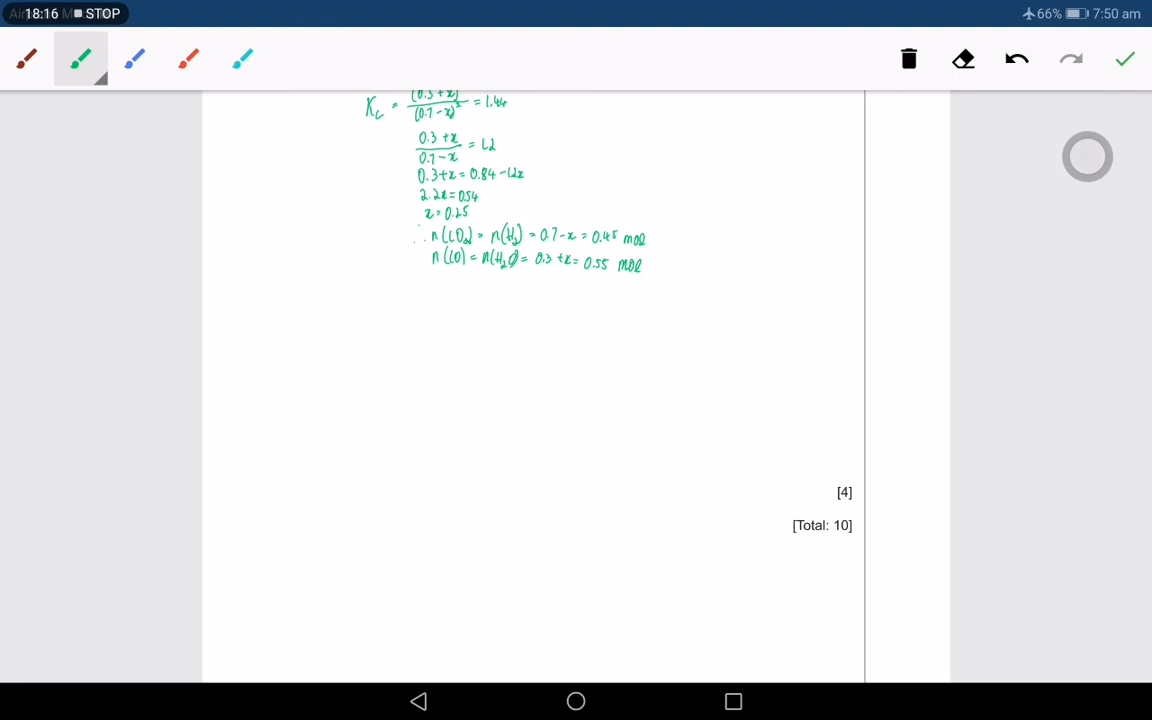 18:16 STOP
66% 7:50 am
(0.3 + x)
Kc = (0.7 - x)² = 1.44
0.3 + x
0.7 - x = 1.2
0.3 + x = 0.84 - 1.2x
2.2x = 0.54
x = 0.25
∴ n(CO₂) = n(H₂) = 0.7 - x = 0.45 mol
n(CO) = n(H₂O) = 0.3 + x = 0.55 mol
[4]
[Total: 10]